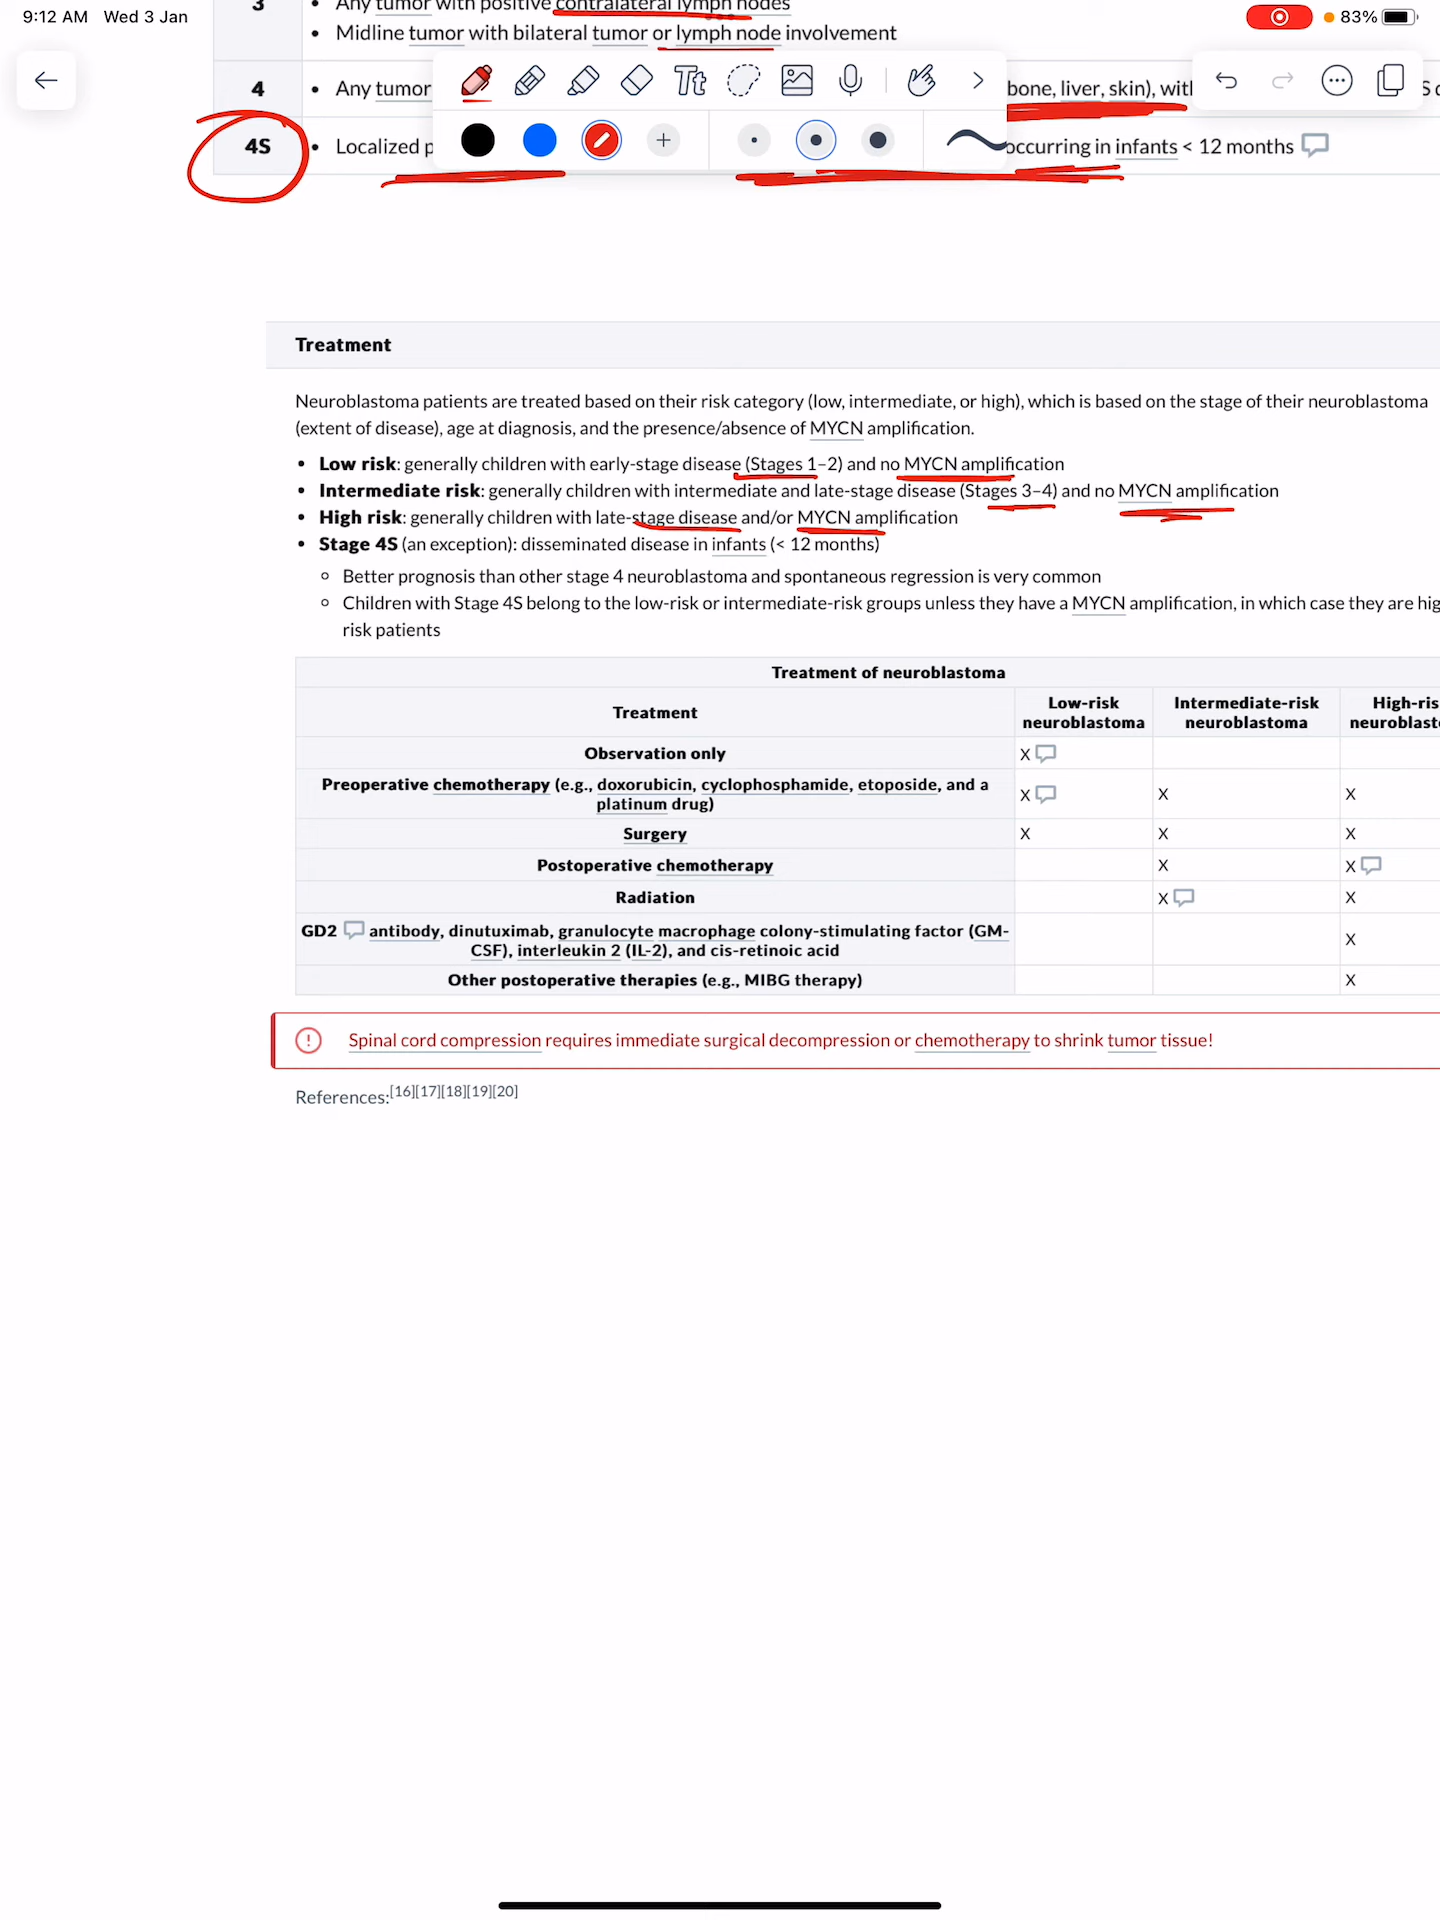 9:12 AM Wed 3 Jan
83%
3
Any tumor with positive contralateral lymph nodes
Midline tumor with bilateral tumor or lymph node involvement
4
Any tumor
bone, liver, skin), with
Tt
4S
Localized
occurring in infants < 12 months
Treatment
Neuroblastoma patients are treated based on their risk category (low, intermediate, or high), which is based on the stage of their neuroblastoma
(extent of disease), age at diagnosis, and the presence/absence of MYCN amplification.
• Low risk: generally children with early-stage disease (Stages 1–2) and no MYCN amplification
• Intermediate risk: generally children with intermediate and late-stage disease (Stages 3–4) and no MYCN amplification
• High risk: generally children with late-stage disease and/or MYCN amplification
• Stage 4S (an exception): disseminated disease in infants (< 12 months)
Better prognosis than other stage 4 neuroblastoma and spontaneous regression is very common
Children with Stage 4S belong to the low-risk or intermediate-risk groups unless they have a MYCN amplification, in which case they are hig
risk patients
Treatment of neuroblastoma
Treatment
Low-risk neuroblastoma
Intermediate-risk neuroblastoma
High-ris neuroblast
Observation only X
Preoperative chemotherapy (e.g., doxorubicin, cyclophosphamide, etoposide, and a
platinum drug) X X X
Surgery X X X
Postoperative chemotherapy X X
Radiation X X
GD2 antibody, dinutuximab, granulocyte macrophage colony-stimulating factor (GM-
CSF), interleukin 2 (IL-2), and cis-retinoic acid X
Other postoperative therapies (e.g., MIBG therapy) X
Spinal cord compression requires immediate surgical decompression or chemotherapy to shrink tumor tissue!
References:[16][17][18][19][20]